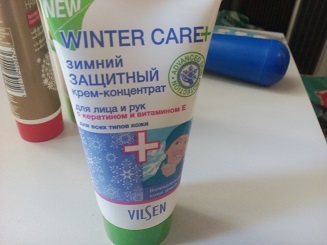 NEW
WINTER CARE+
зимний
ЗАЩИТНЫЙ
крем-концентрат
для лица и рук
с кератином и витамином Е
для всех типов кожи
VILSEN